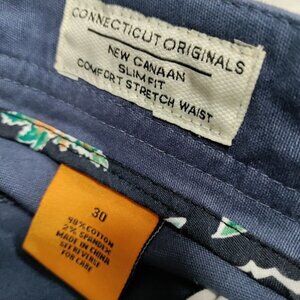 CONNECTICUT ORIGINALS
NEW CANAAN
SLIM FIT
COMFORT STRETCH WAIST
30
98% COTTON
2% SPANDEX
MADE IN CHINA
SEE REVERSE
FOR CARE